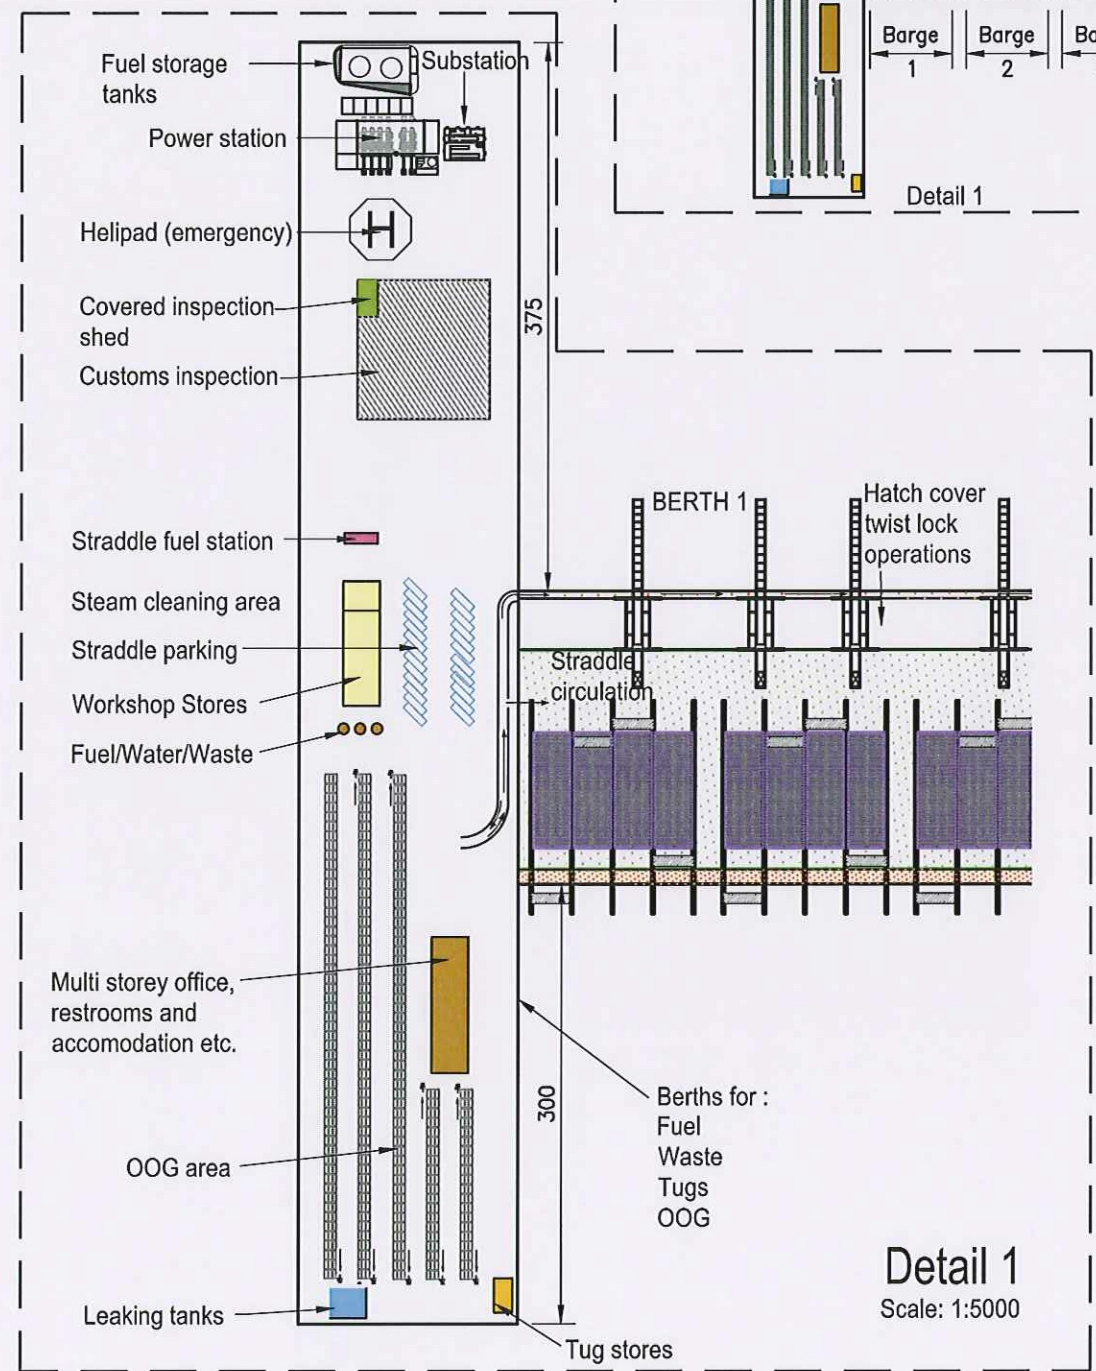 Fuel storage
tanks
Substation
Power station
Helipad (emergency)
H
Covered inspection
shed
Customs inspection
375
Barge
1
Barge
2
Ba
Detail 1
Straddle fuel station
Steam cleaning area
Straddle parking
Workshop Stores
Fuel/Water/Waste
BERTH 1
Hatch cover
twist lock
operations
Straddle
circulation
Multi storey office,
restrooms and
accomodation etc.
OOG area
Leaking tanks
300
Berths for :
Fuel
Waste
Tugs
OOG
Tug stores
Detail 1
Scale: 1:5000